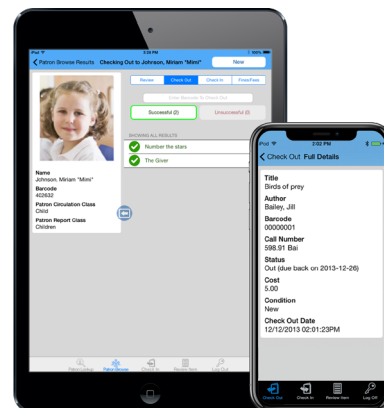 iPad
3:26 PM
100%
Patron Browse Results
Checking Out to Johnson, Miriam "Mimi"
New
Review
Check Out
Check In
Fines/Fees
Enter Barcode To Check Out
Successful (2)
Unsuccessful (0)
SHOWING ALL RESULTS
Number the stars
The Giver
Name
Johnson, Miriam "Mimi"
Barcode
402632
Patron Circulation Class
Child
Patron Report Class
Children
Patron Lookup
Patron Browse
Check In
Review Item
Log Out
iPod
3:02 PM
Check Out
Full Details
Title
Birds of prey
Author
Bailey, Jill
Barcode
00000001
Call Number
598.91 Bai
Status
Out (due back on 2013-12-26)
Cost
5.00
Condition
New
Check Out Date
12/12/2013 02:01:23PM
Check Out
Check In
Review Item
Log Off